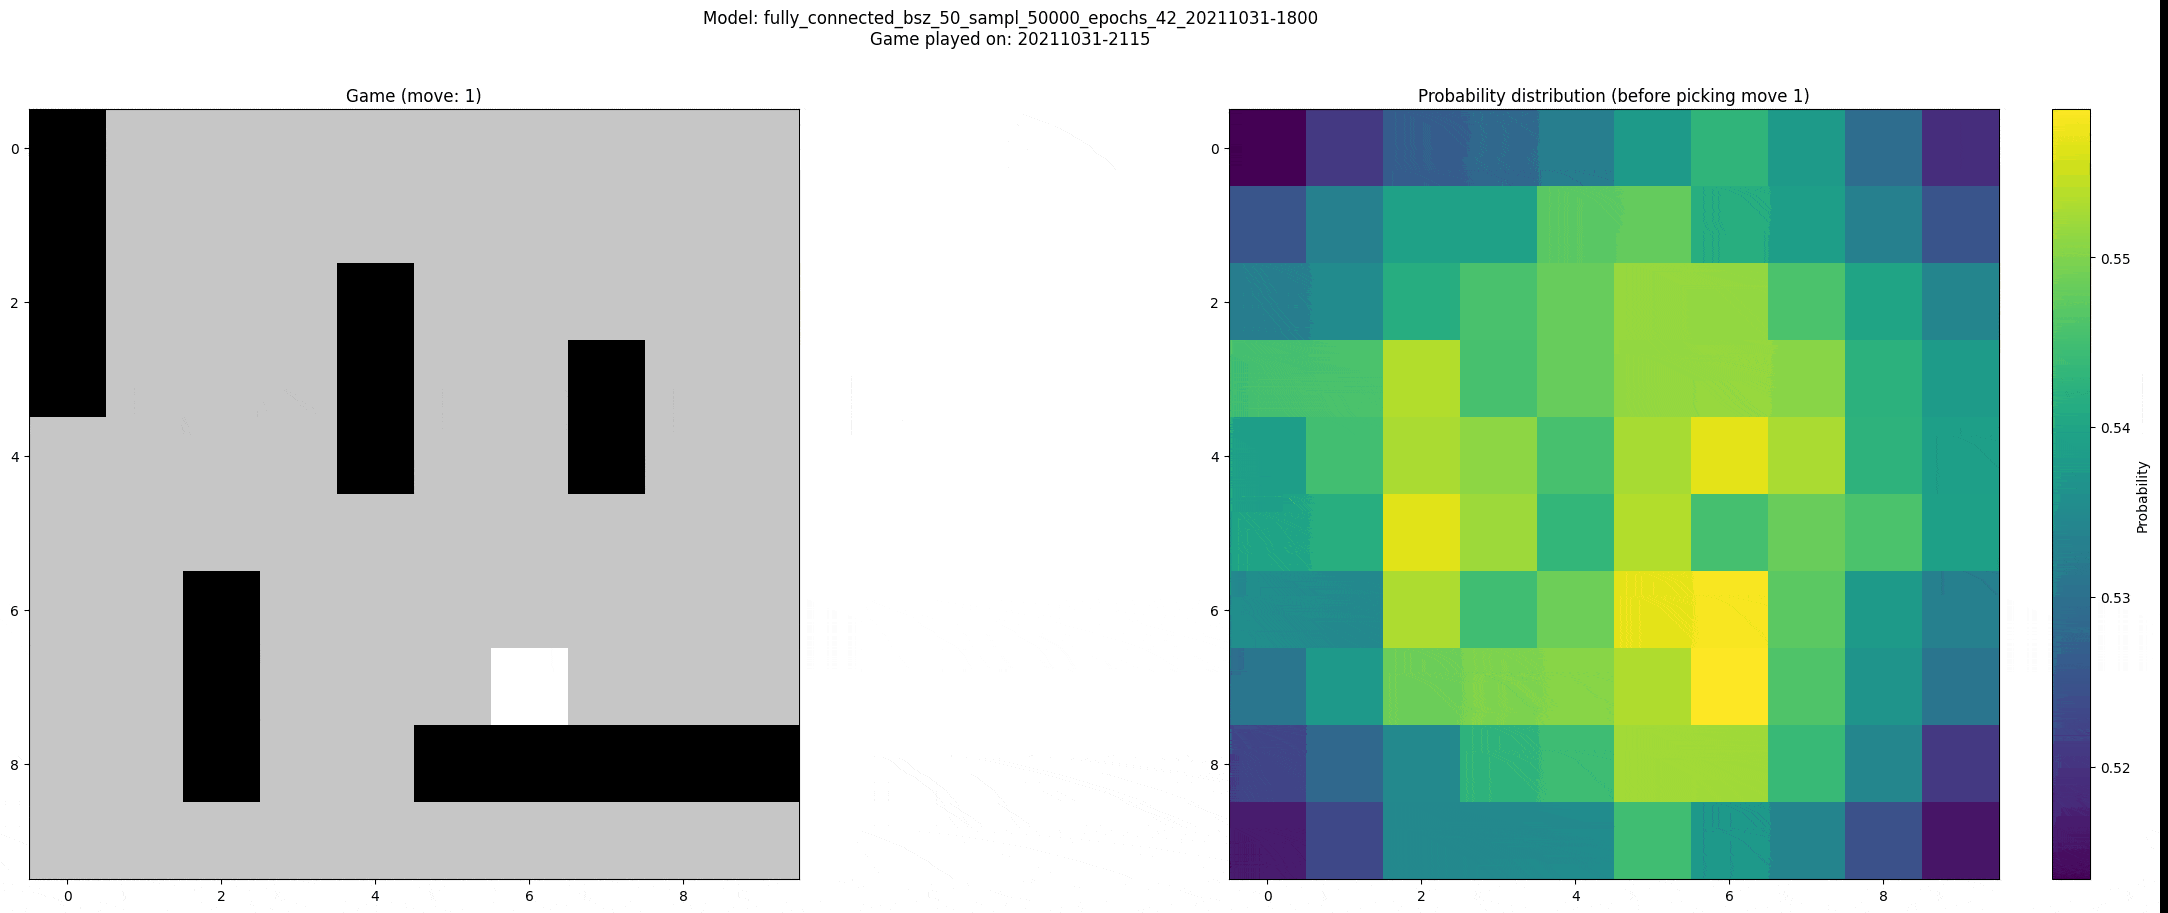 Model: fully_connected_bsz_50_sampl_50000_epochs_42_20211031-1800
Game played on: 20211031-2115
Game (move: 1)
0
2
4
6
8
0 2 4 6 8
Probability distribution (before picking move 1)
0
2
4
6
8
0 2 4 6 8
0.55
0.54
0.53
0.52
Probability